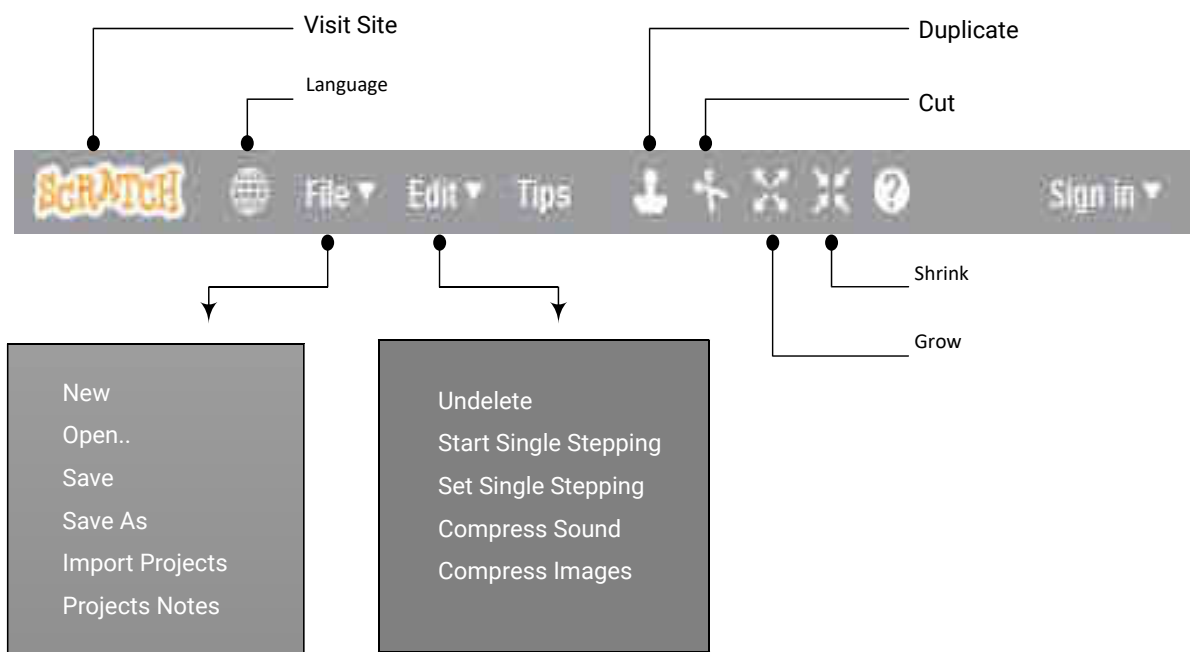 Visit Site
Duplicate
Language
Cut
SCRATCH File Edit Tips ? Sign in
Shrink
Grow
New
Open..
Save
Save As
Import Projects
Projects Notes
Undelete
Start Single Stepping
Set Single Stepping
Compress Sound
Compress Images